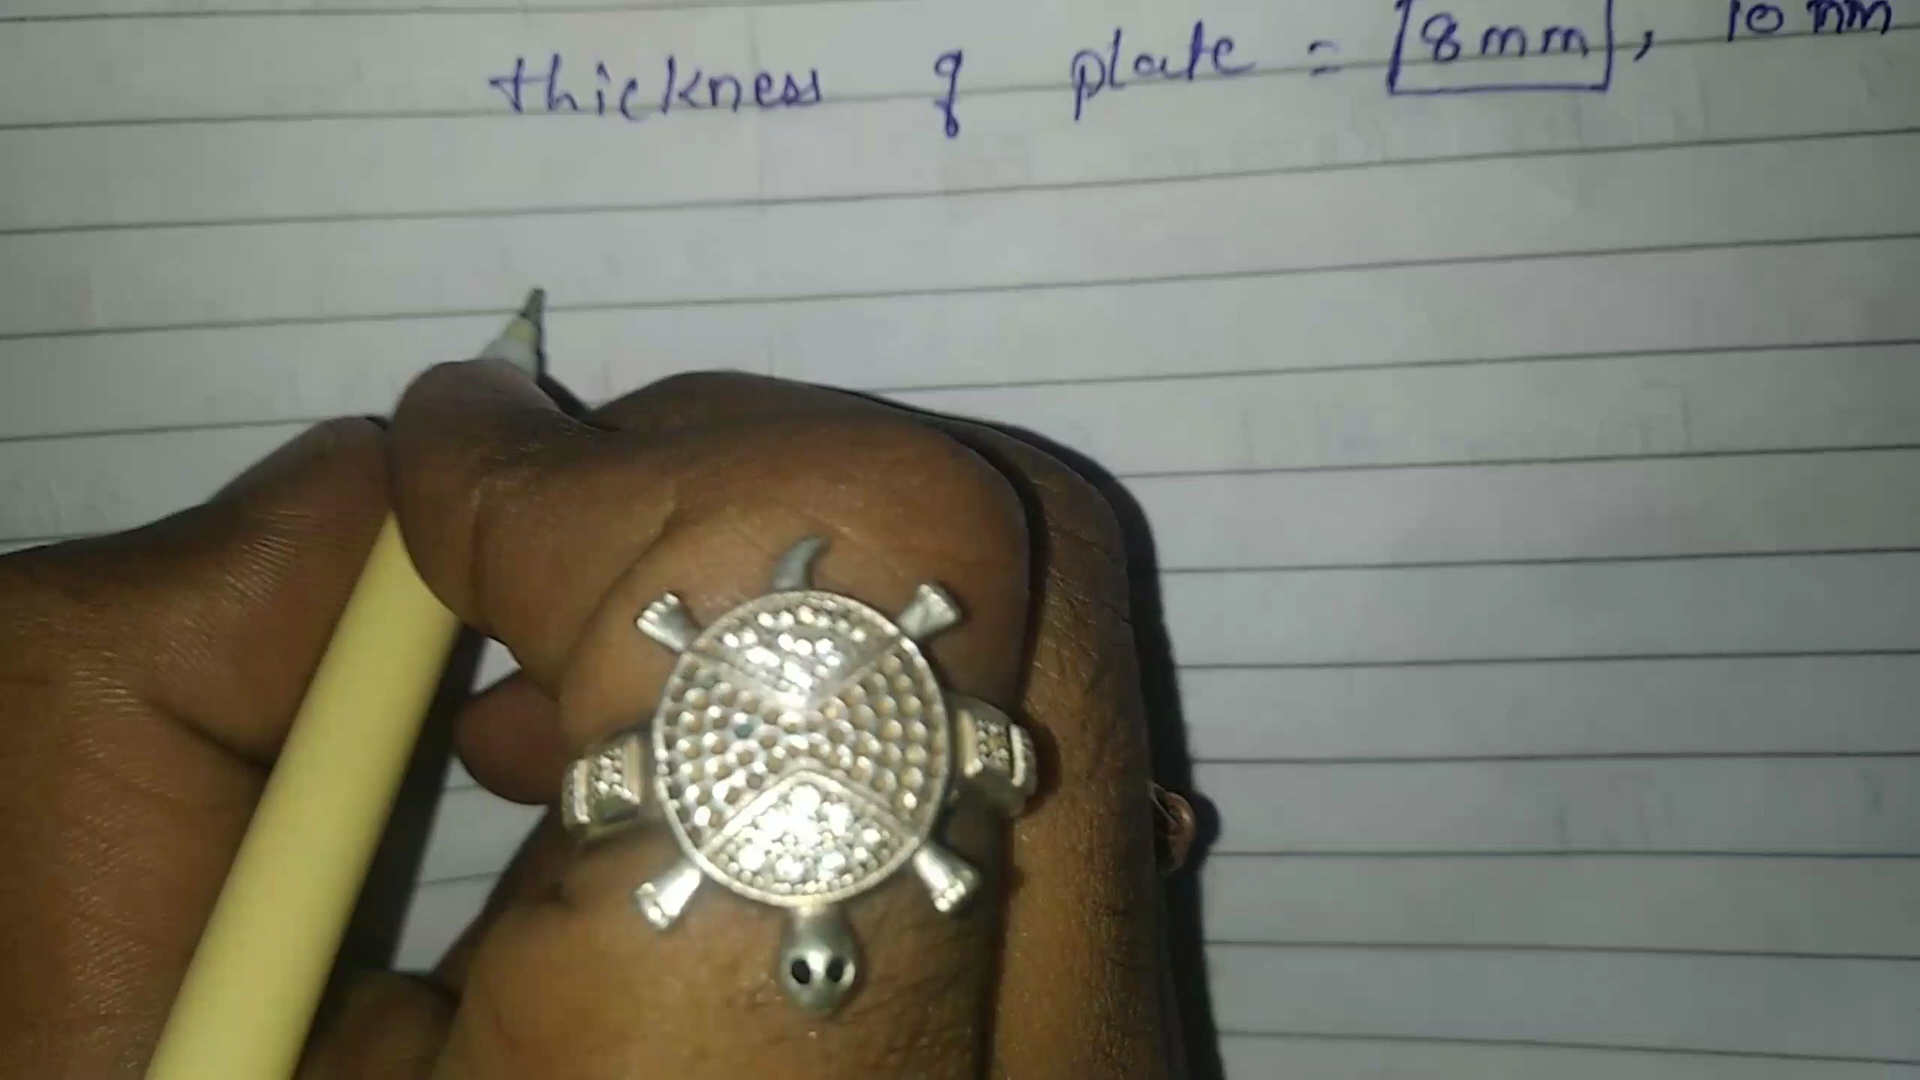 thickness of plate = 8mm, 10 mm